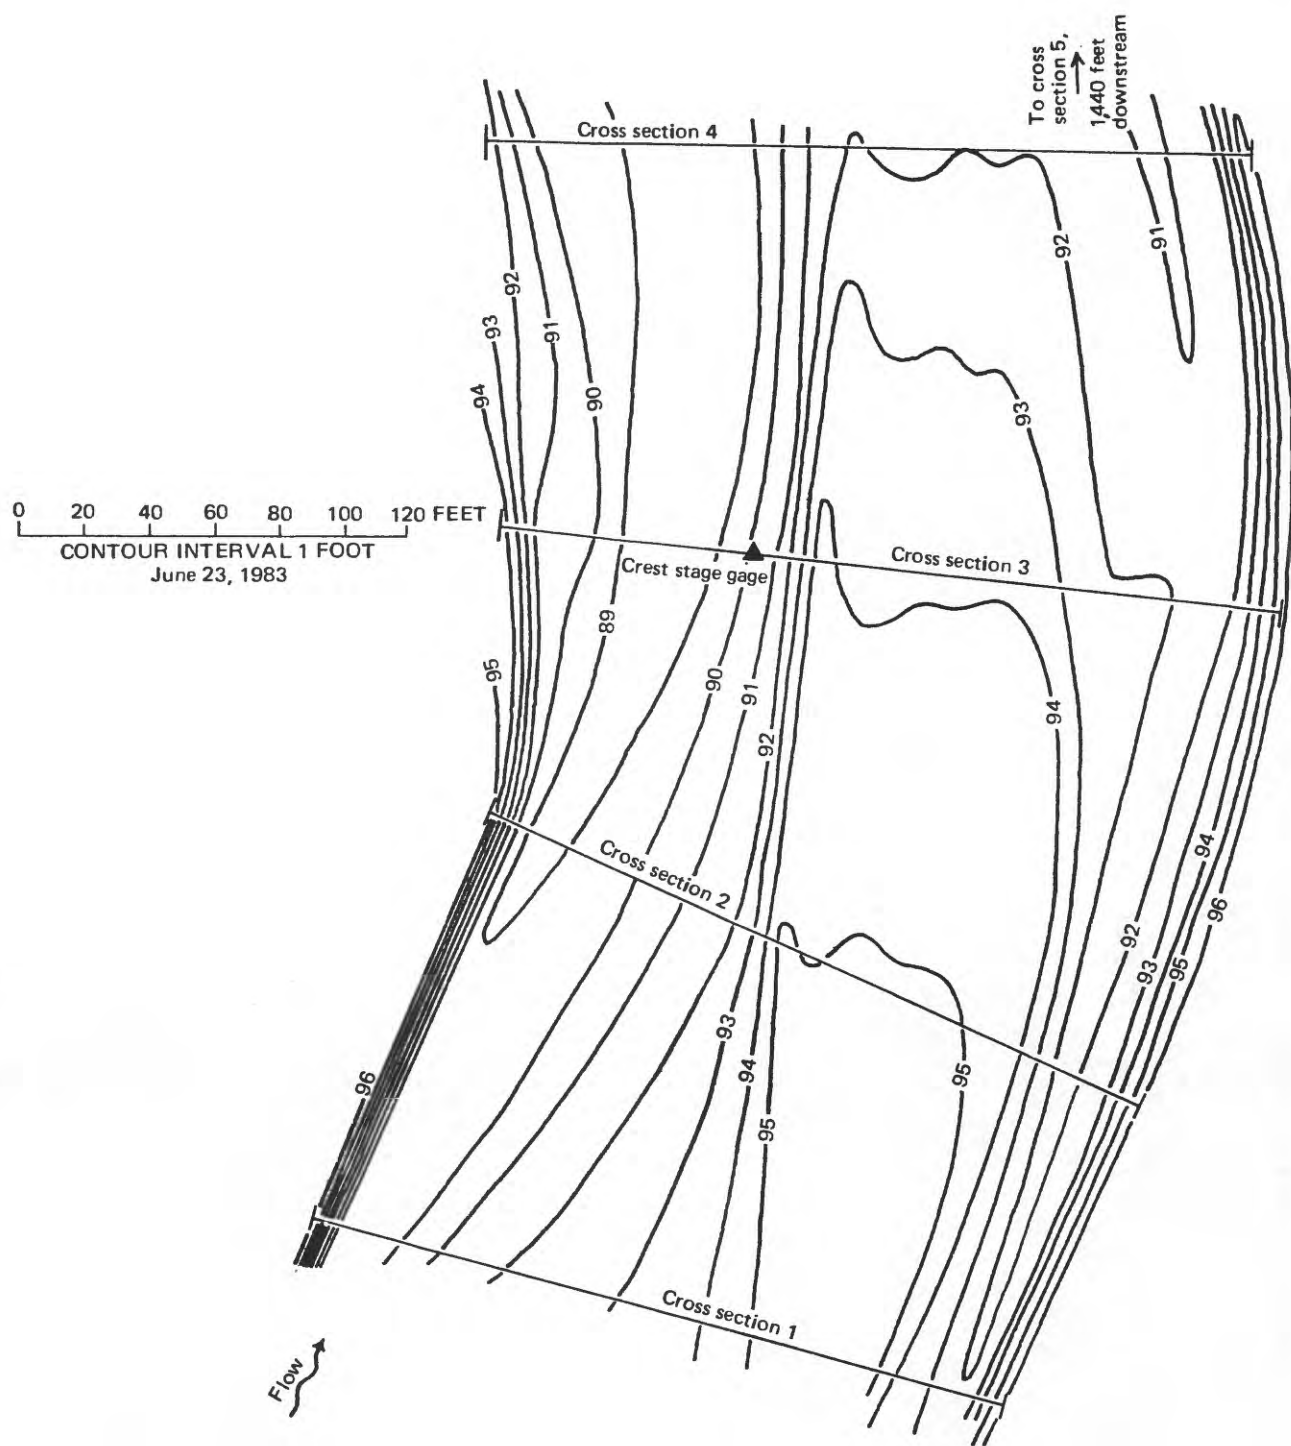 To cross
section 5,
1,440 feet
downstream
Cross section 4
92
93
94
91
90
92
91
93
0 20 40 60 80 100 120 FEET
CONTOUR INTERVAL 1 FOOT
June 23, 1983
Crest stage gage
Cross section 3
89
95
90
91
92
94
Cross section 2
94
96
92
93
95
93
94
95
95
96
Cross section 1
Flow